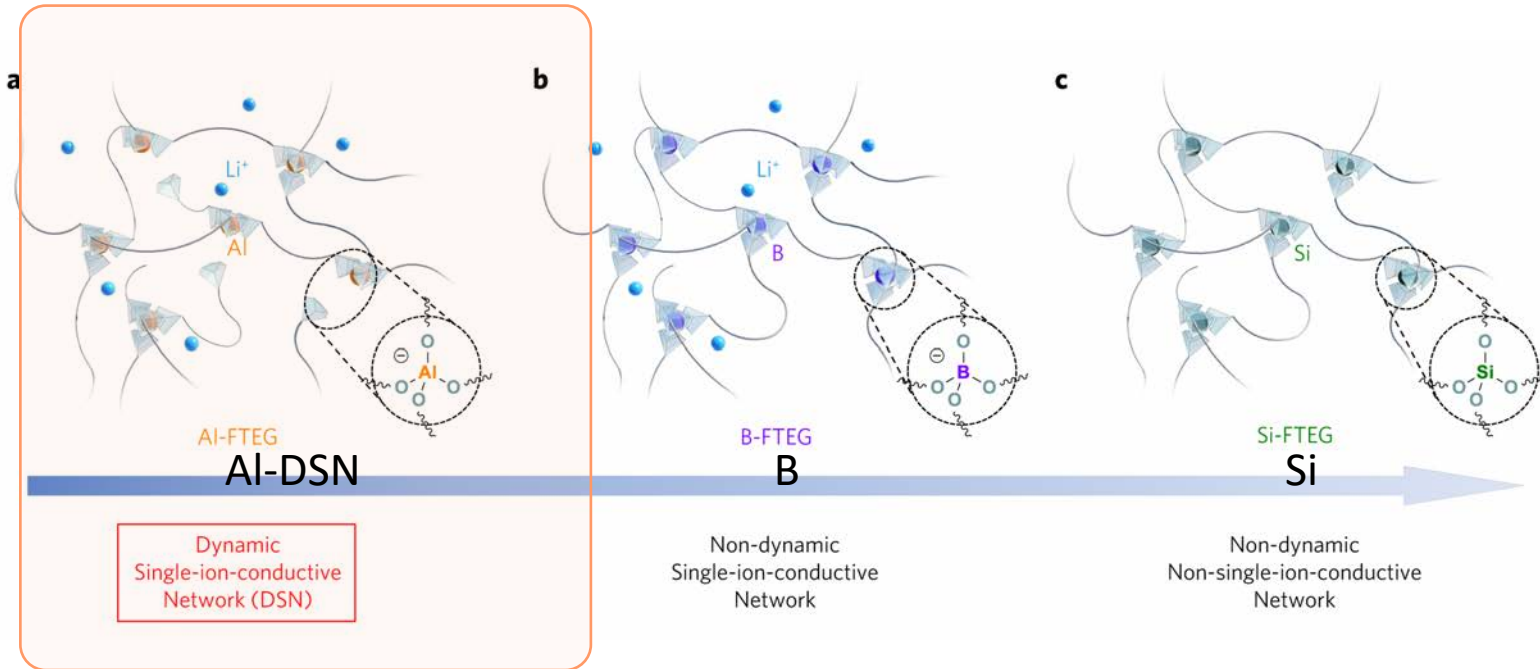 a
Li⁺
Al
⊖
O
Al
O
O
O
Al-FTEG
Al-DSN
Dynamic
Single-ion-conductive
Network (DSN)
b
Li⁺
B
⊖
O
B
O
O
O
B-FTEG
B
Non-dynamic
Single-ion-conductive
Network
c
Si
O
Si
O
O
O
Si-FTEG
Si
Non-dynamic
Non-single-ion-conductive
Network